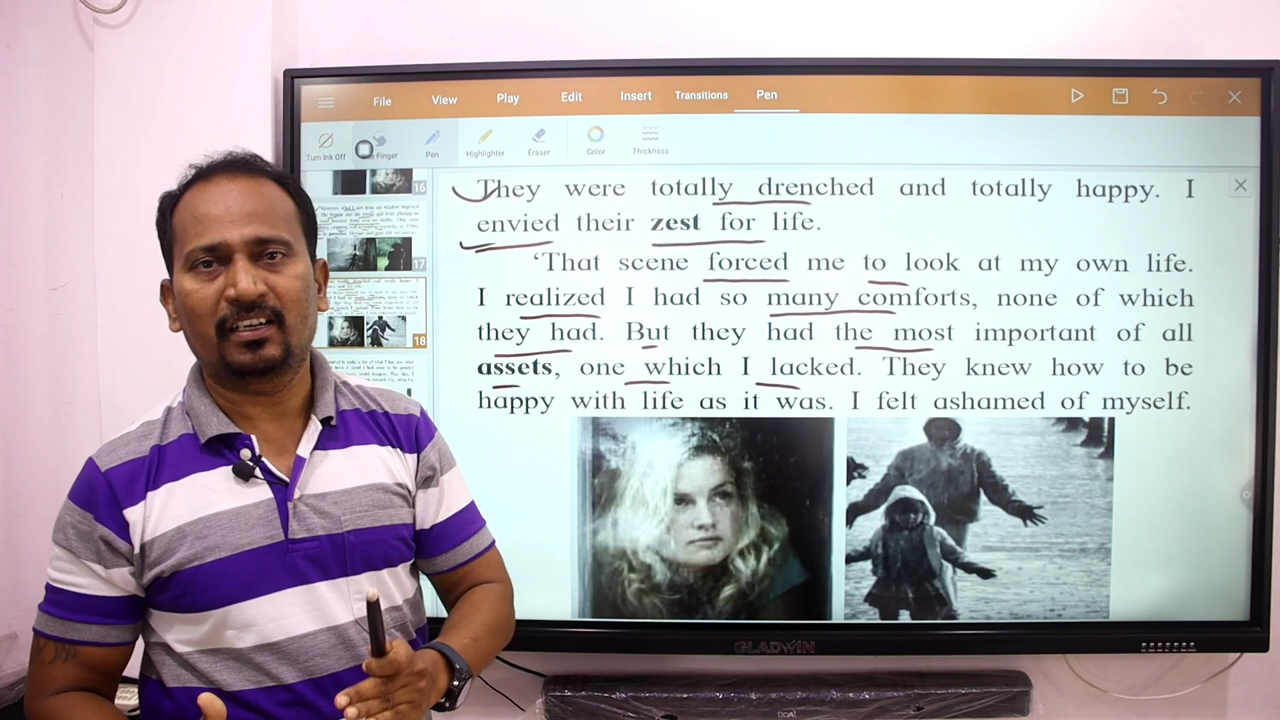 File View Play Edit Insert Transitions Pen
Turn Ink Off Finger Pen Highlighter Eraser Color Thickness
They were totally drenched and totally happy. I
envied their zest for life.
‘That scene forced me to look at my own life.
I realized I had so many comforts, none of which
they had. But they had the most important of all
assets, one which I lacked. They knew how to be
happy with life as it was. I felt ashamed of myself.
16
17
18
GLADWIN
boAt